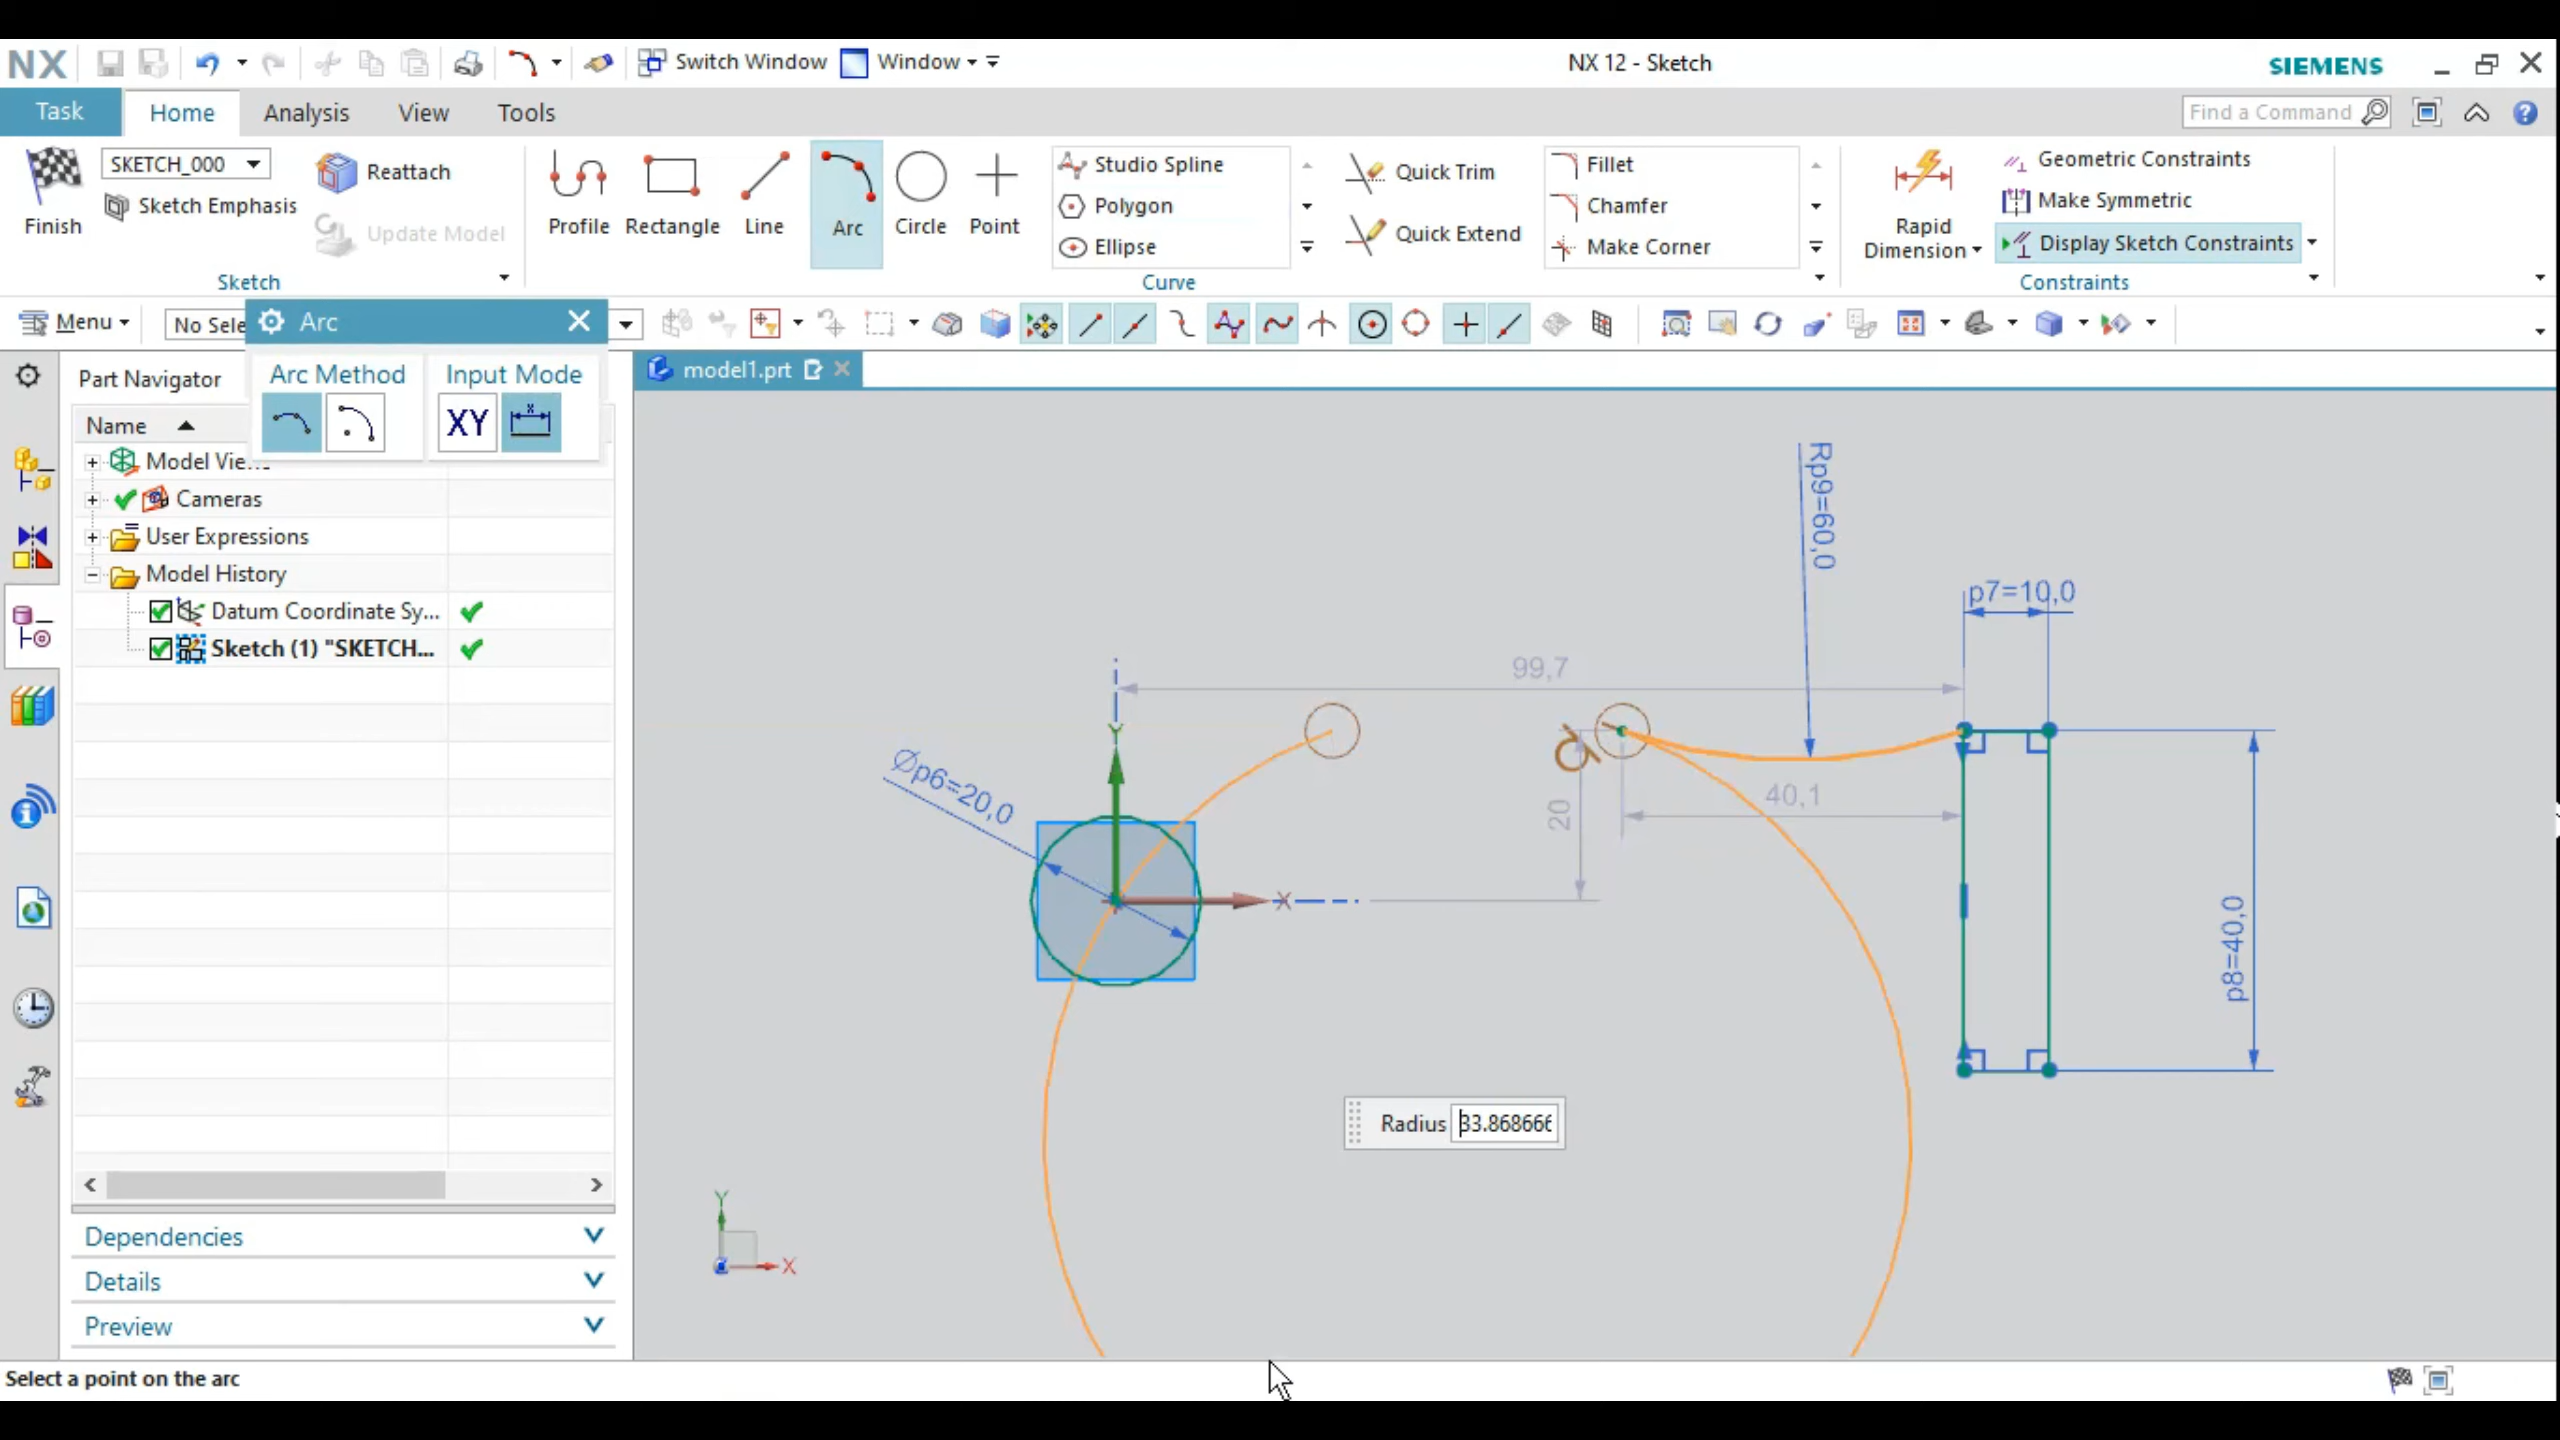 NX
Switch Window
Window
NX 12 - Sketch
SIEMENS
Task
Home
Analysis
View
Tools
Find a Command
Finish
SKETCH_000
Sketch Emphasis
Reattach
Update Model
Sketch
Profile
Rectangle
Line
Arc
Circle
Point
Studio Spline
Polygon
Ellipse
Curve
Quick Trim
Quick Extend
Fillet
Chamfer
Make Corner
Rapid
Dimension
Geometric Constraints
Make Symmetric
Display Sketch Constraints
Constraints
Menu
No Sele
Arc
Arc Method
Input Mode
XY
Part Navigator
model1.prt
Name
Model Vie
Cameras
User Expressions
Model History
Datum Coordinate Sy...
Sketch (1) "SKETCH...
Dependencies
Details
Preview
Rp9=60,0
p7=10,0
99,7
Øp6=20,0
40,1
20
p8=40,0
Y
X
Radius
33.868666
Y
X
Select a point on the arc